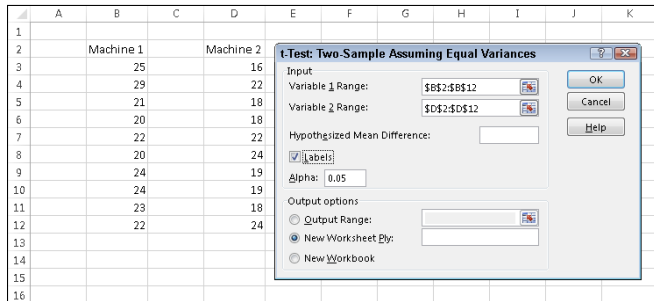 A B C D E F G H I J K
1
2 Machine 1 Machine 2
3 25 16
4 29 22
5 21 18
6 20 18
7 22 22
8 20 24
9 24 19
10 24 19
11 23 18
12 22 24
13
14
15
16
t-Test: Two-Sample Assuming Equal Variances
Input
Variable 1 Range: $B$2:$B$12
Variable 2 Range: $D$2:$D$12
Hypothesized Mean Difference:
Labels
Alpha: 0.05
Output options
Output Range:
New Worksheet Ply:
New Workbook
OK
Cancel
Help